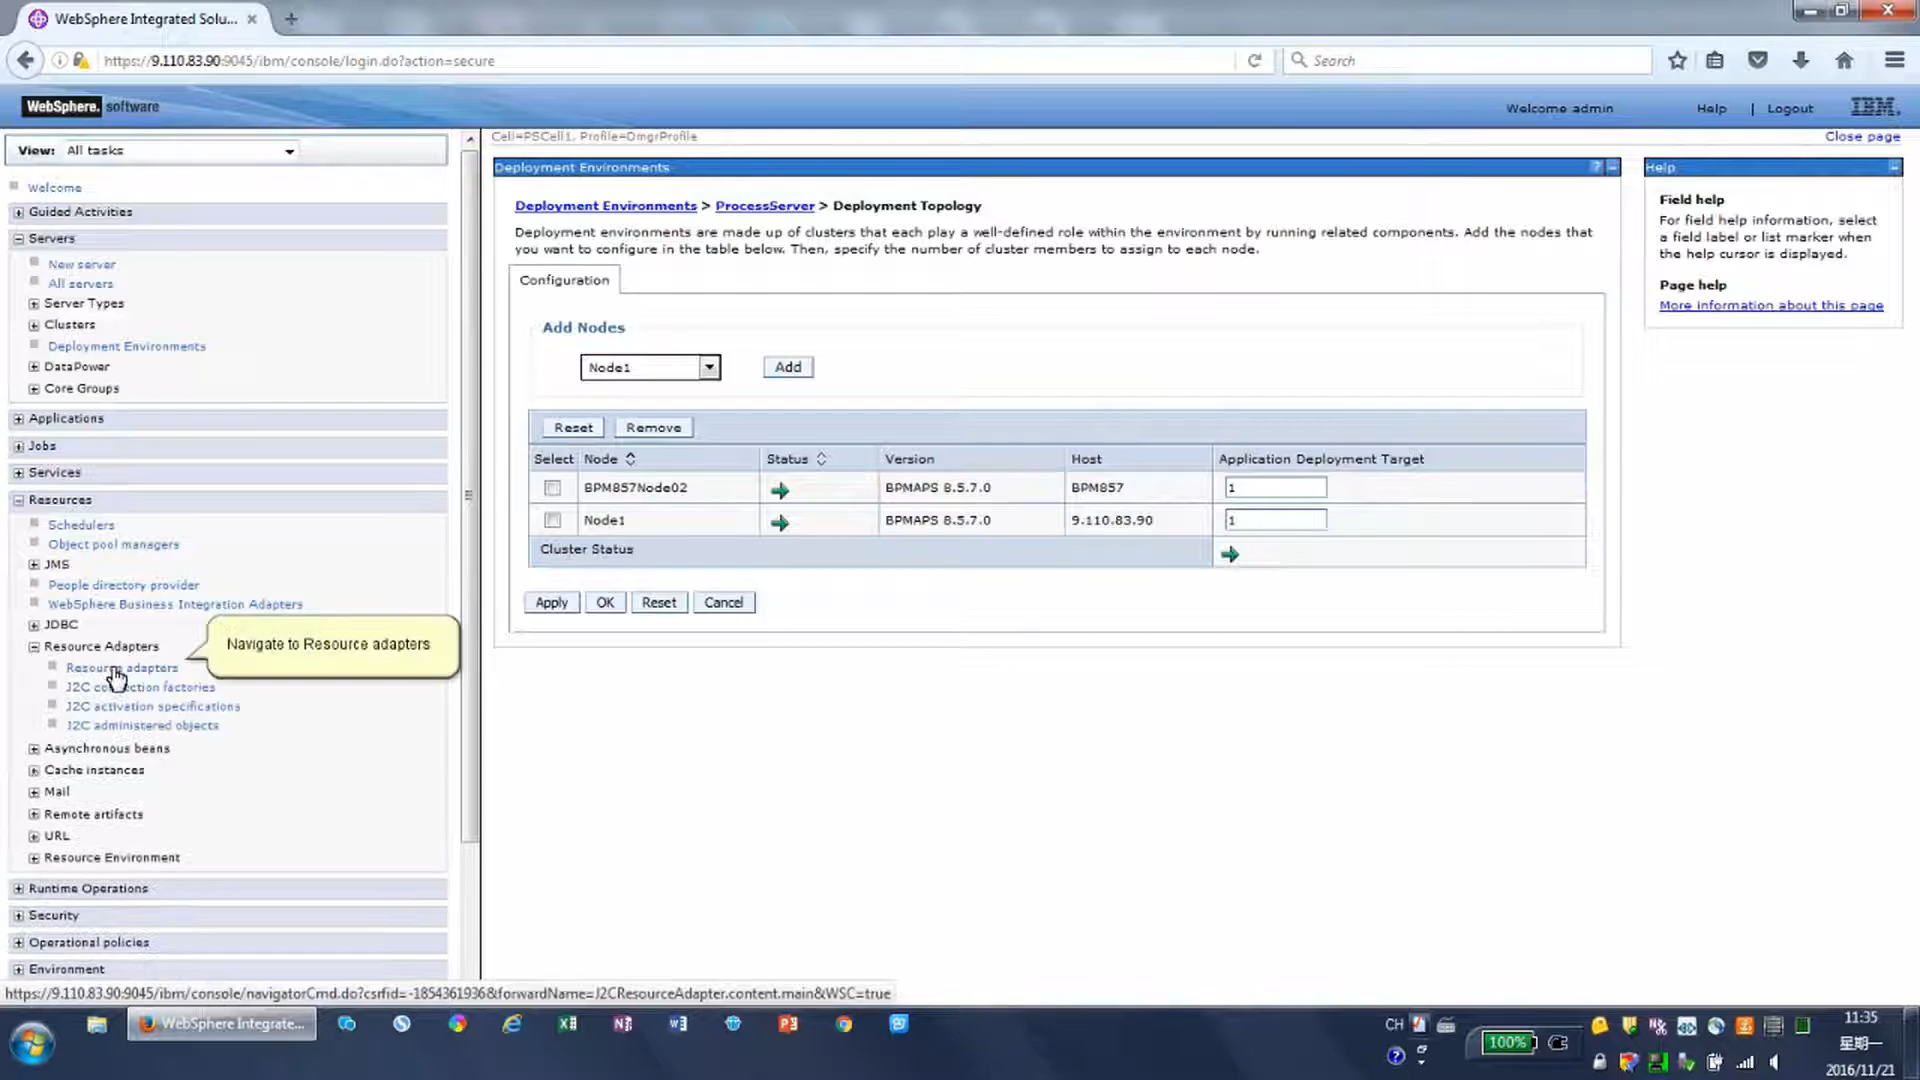 WebSphere Integrated Solu...
https://9.110.83.90:9045/ibm/console/login.do?action=secure
Search
WebSphere. software
Welcome admin
Help | Logout
IBM.
View: All tasks
Cell=PSCell1, Profile=DmgrProfile
Close page
Welcome
Guided Activities
Servers
New server
All servers
Server Types
Clusters
Deployment Environments
DataPower
Core Groups
Applications
Jobs
Services
Resources
Schedulers
Object pool managers
JMS
People directory provider
WebSphere Business Integration Adapters
JDBC
Resource Adapters
Navigate to Resource adapters
Resource adapters
J2C connection factories
J2C activation specifications
J2C administered objects
Asynchronous beans
Cache instances
Mail
Remote artifacts
URL
Resource Environment
Runtime Operations
Security
Operational policies
Environment
Deployment Environments
?
Deployment Environments > ProcessServer > Deployment Topology
Deployment environments are made up of clusters that each play a well-defined role within the environment by running related components. Add the nodes that
you want to configure in the table below. Then, specify the number of cluster members to assign to each node.
Configuration
Add Nodes
Node1
Add
Reset Remove
Select Node Status Version Host Application Deployment Target
BPM857Node02 BPMAPS 8.5.7.0 BPM857 1
Node1 BPMAPS 8.5.7.0 9.110.83.90 1
Cluster Status
Apply OK Reset Cancel
Help
Field help
For field help information, select
a field label or list marker when
the help cursor is displayed.
Page help
More information about this page
https://9.110.83.90:9045/ibm/console/navigatorCmd.do?csrfid=-1854361936&forwardName=J2CResourceAdapter.content.main&WSC=true
WebSphere Integrate...
CH
100%
11:35
星期一
2016/11/21